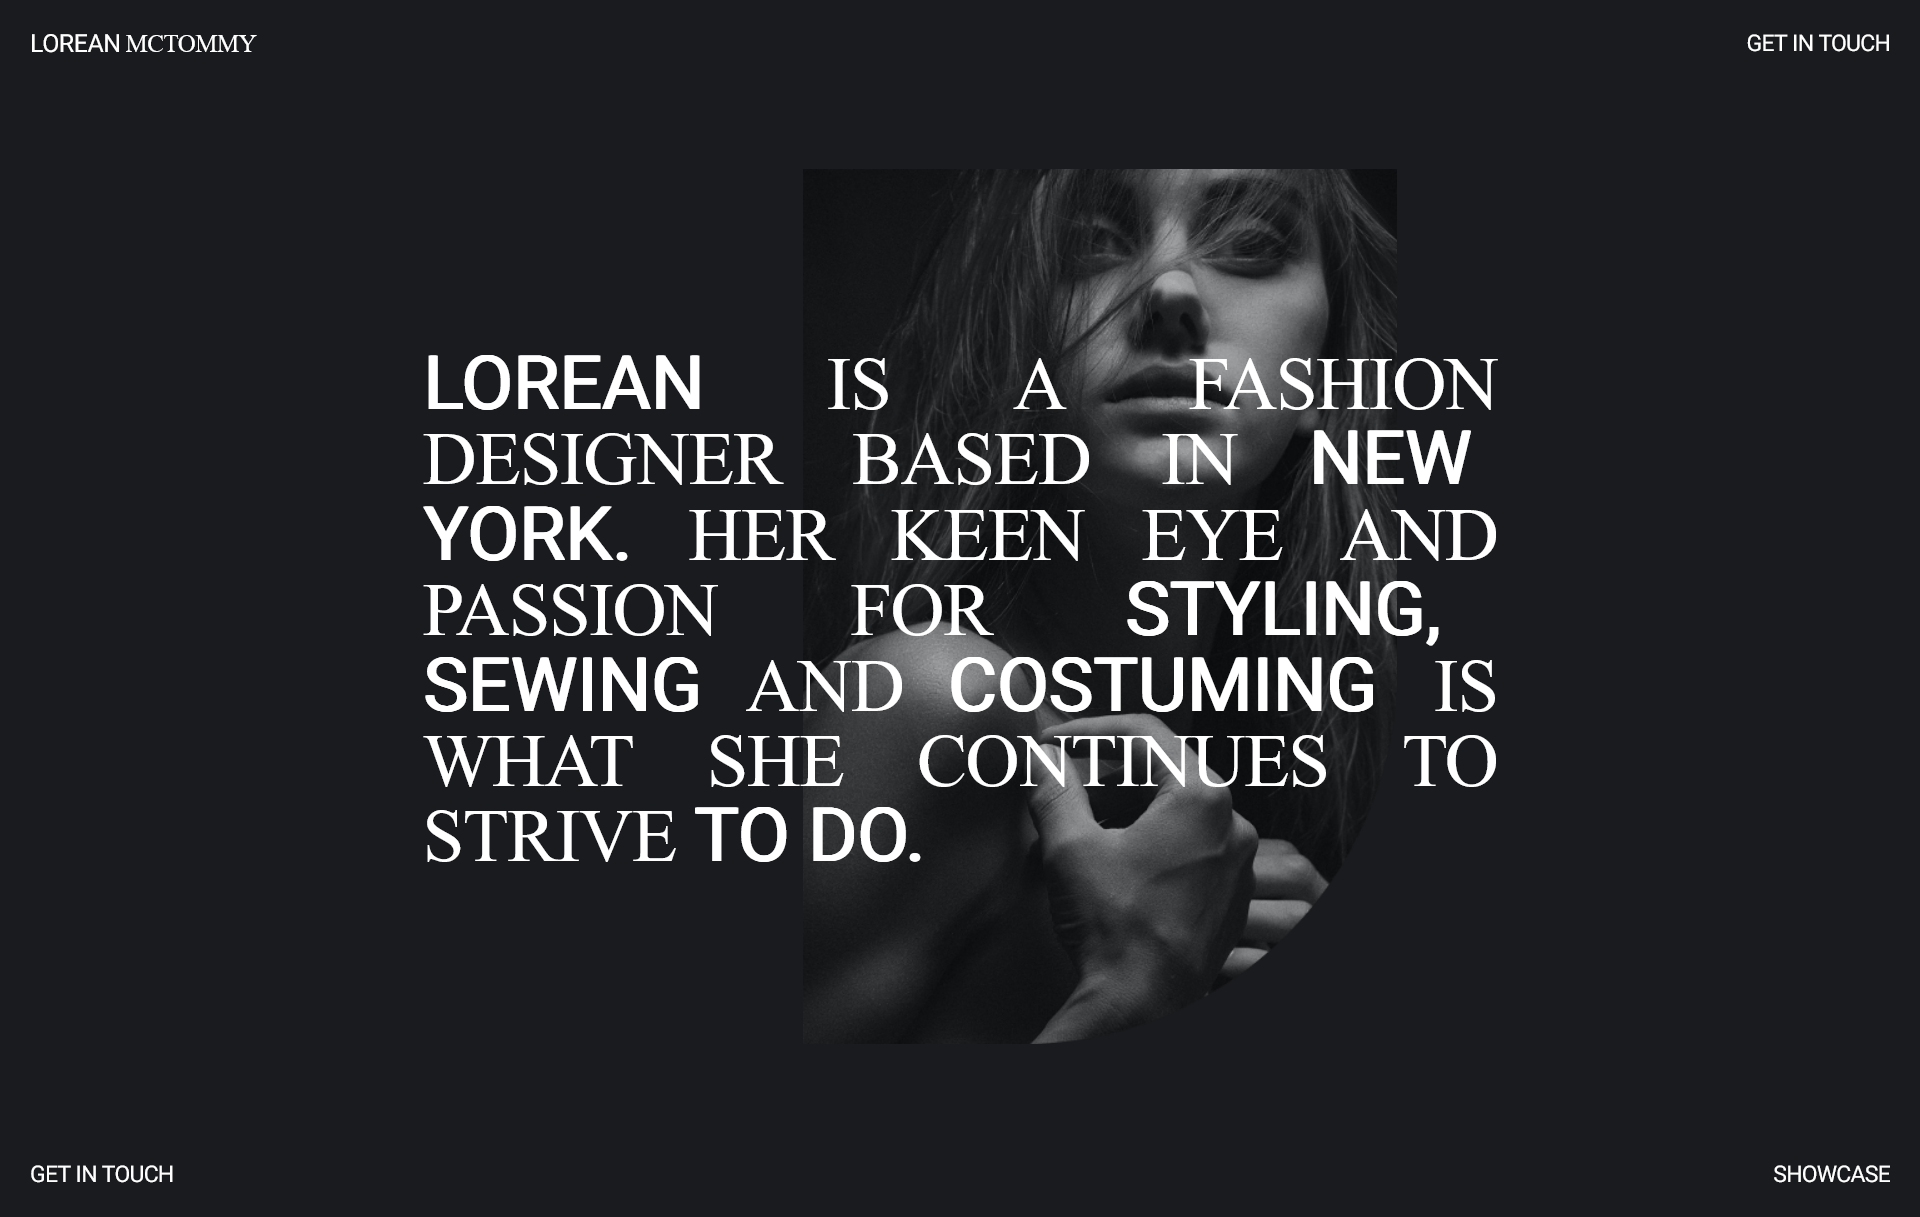 LOREAN MCTOMMY
GET IN TOUCH
LOREAN IS A FASHION
DESIGNER BASED IN NEW
YORK. HER KEEN EYE AND
PASSION FOR STYLING,
SEWING AND COSTUMING IS
WHAT SHE CONTINUES TO
STRIVE TO DO.
GET IN TOUCH
SHOWCASE